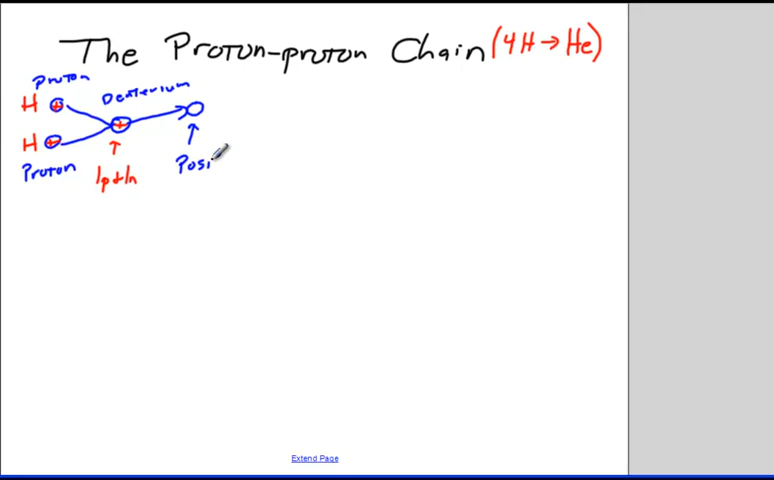 The Proton-proton Chain (4H → He)
Proton
Deuterium
H +
+
H +
Proton
1p+1n
Posi
Extend Page